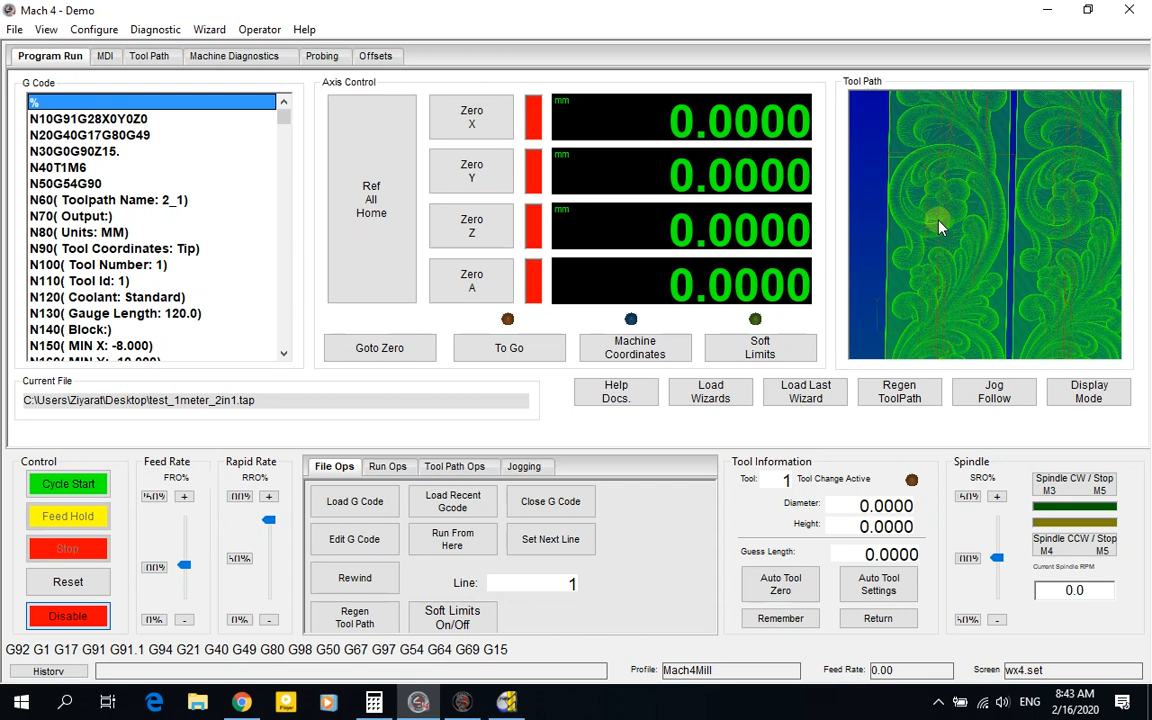 Mach 4 - Demo
File View Configure Diagnostic Wizard Operator Help
Program Run MDI Tool Path Machine Diagnostics Probing Offsets
G Code
%
N10G91G28X0Y0Z0
N20G40G17G80G49
N30G0G90Z15.
N40T1M6
N50G54G90
N60( Toolpath Name: 2_1)
N70( Output:)
N80( Units: MM)
N90( Tool Coordinates: Tip)
N100( Tool Number: 1)
N110( Tool Id: 1)
N120( Coolant: Standard)
N130( Gauge Length: 120.0)
N140( Block:)
N150( MIN X: -8.000)
N160( MIN Y: -10.000)
Axis Control
Ref
All
Home
Zero
X
mm
0.0000
Zero
Y
mm
0.0000
Zero
Z
mm
0.0000
Zero
A
0.0000
Goto Zero
To Go
Machine
Coordinates
Soft
Limits
Tool Path
Current File
C:\Users\Ziyarat\Desktop\test_1meter_2in1.tap
Help
Docs.
Load
Wizards
Load Last
Wizard
Regen
ToolPath
Jog
Follow
Display
Mode
Control
Cycle Start
Feed Hold
Stop
Reset
Disable
Feed Rate
FRO%
+
0%
-
Rapid Rate
RRO%
+
50%
0%
-
File Ops Run Ops Tool Path Ops Jogging
Load G Code
Load Recent
Gcode
Close G Code
Edit G Code
Run From
Here
Set Next Line
Rewind
Line: 1
Regen
Tool Path
Soft Limits
On/Off
Tool Information
Tool: 1 Tool Change Active
Diameter: 0.0000
Height: 0.0000
Guess Length: 0.0000
Auto Tool
Zero
Auto Tool
Settings
Remember
Return
Spindle
SRO%
+
50%
-
Spindle CW / Stop
M3 M5
Spindle CCW / Stop
M4 M5
Current Spindle RPM
0.0
G92 G1 G17 G91 G91.1 G94 G21 G40 G49 G80 G98 G50 G67 G97 G54 G64 G69 G15
History
Profile: Mach4Mill
Feed Rate: 0.00
Screen wx4.set
ENG
8:43 AM
2/16/2020